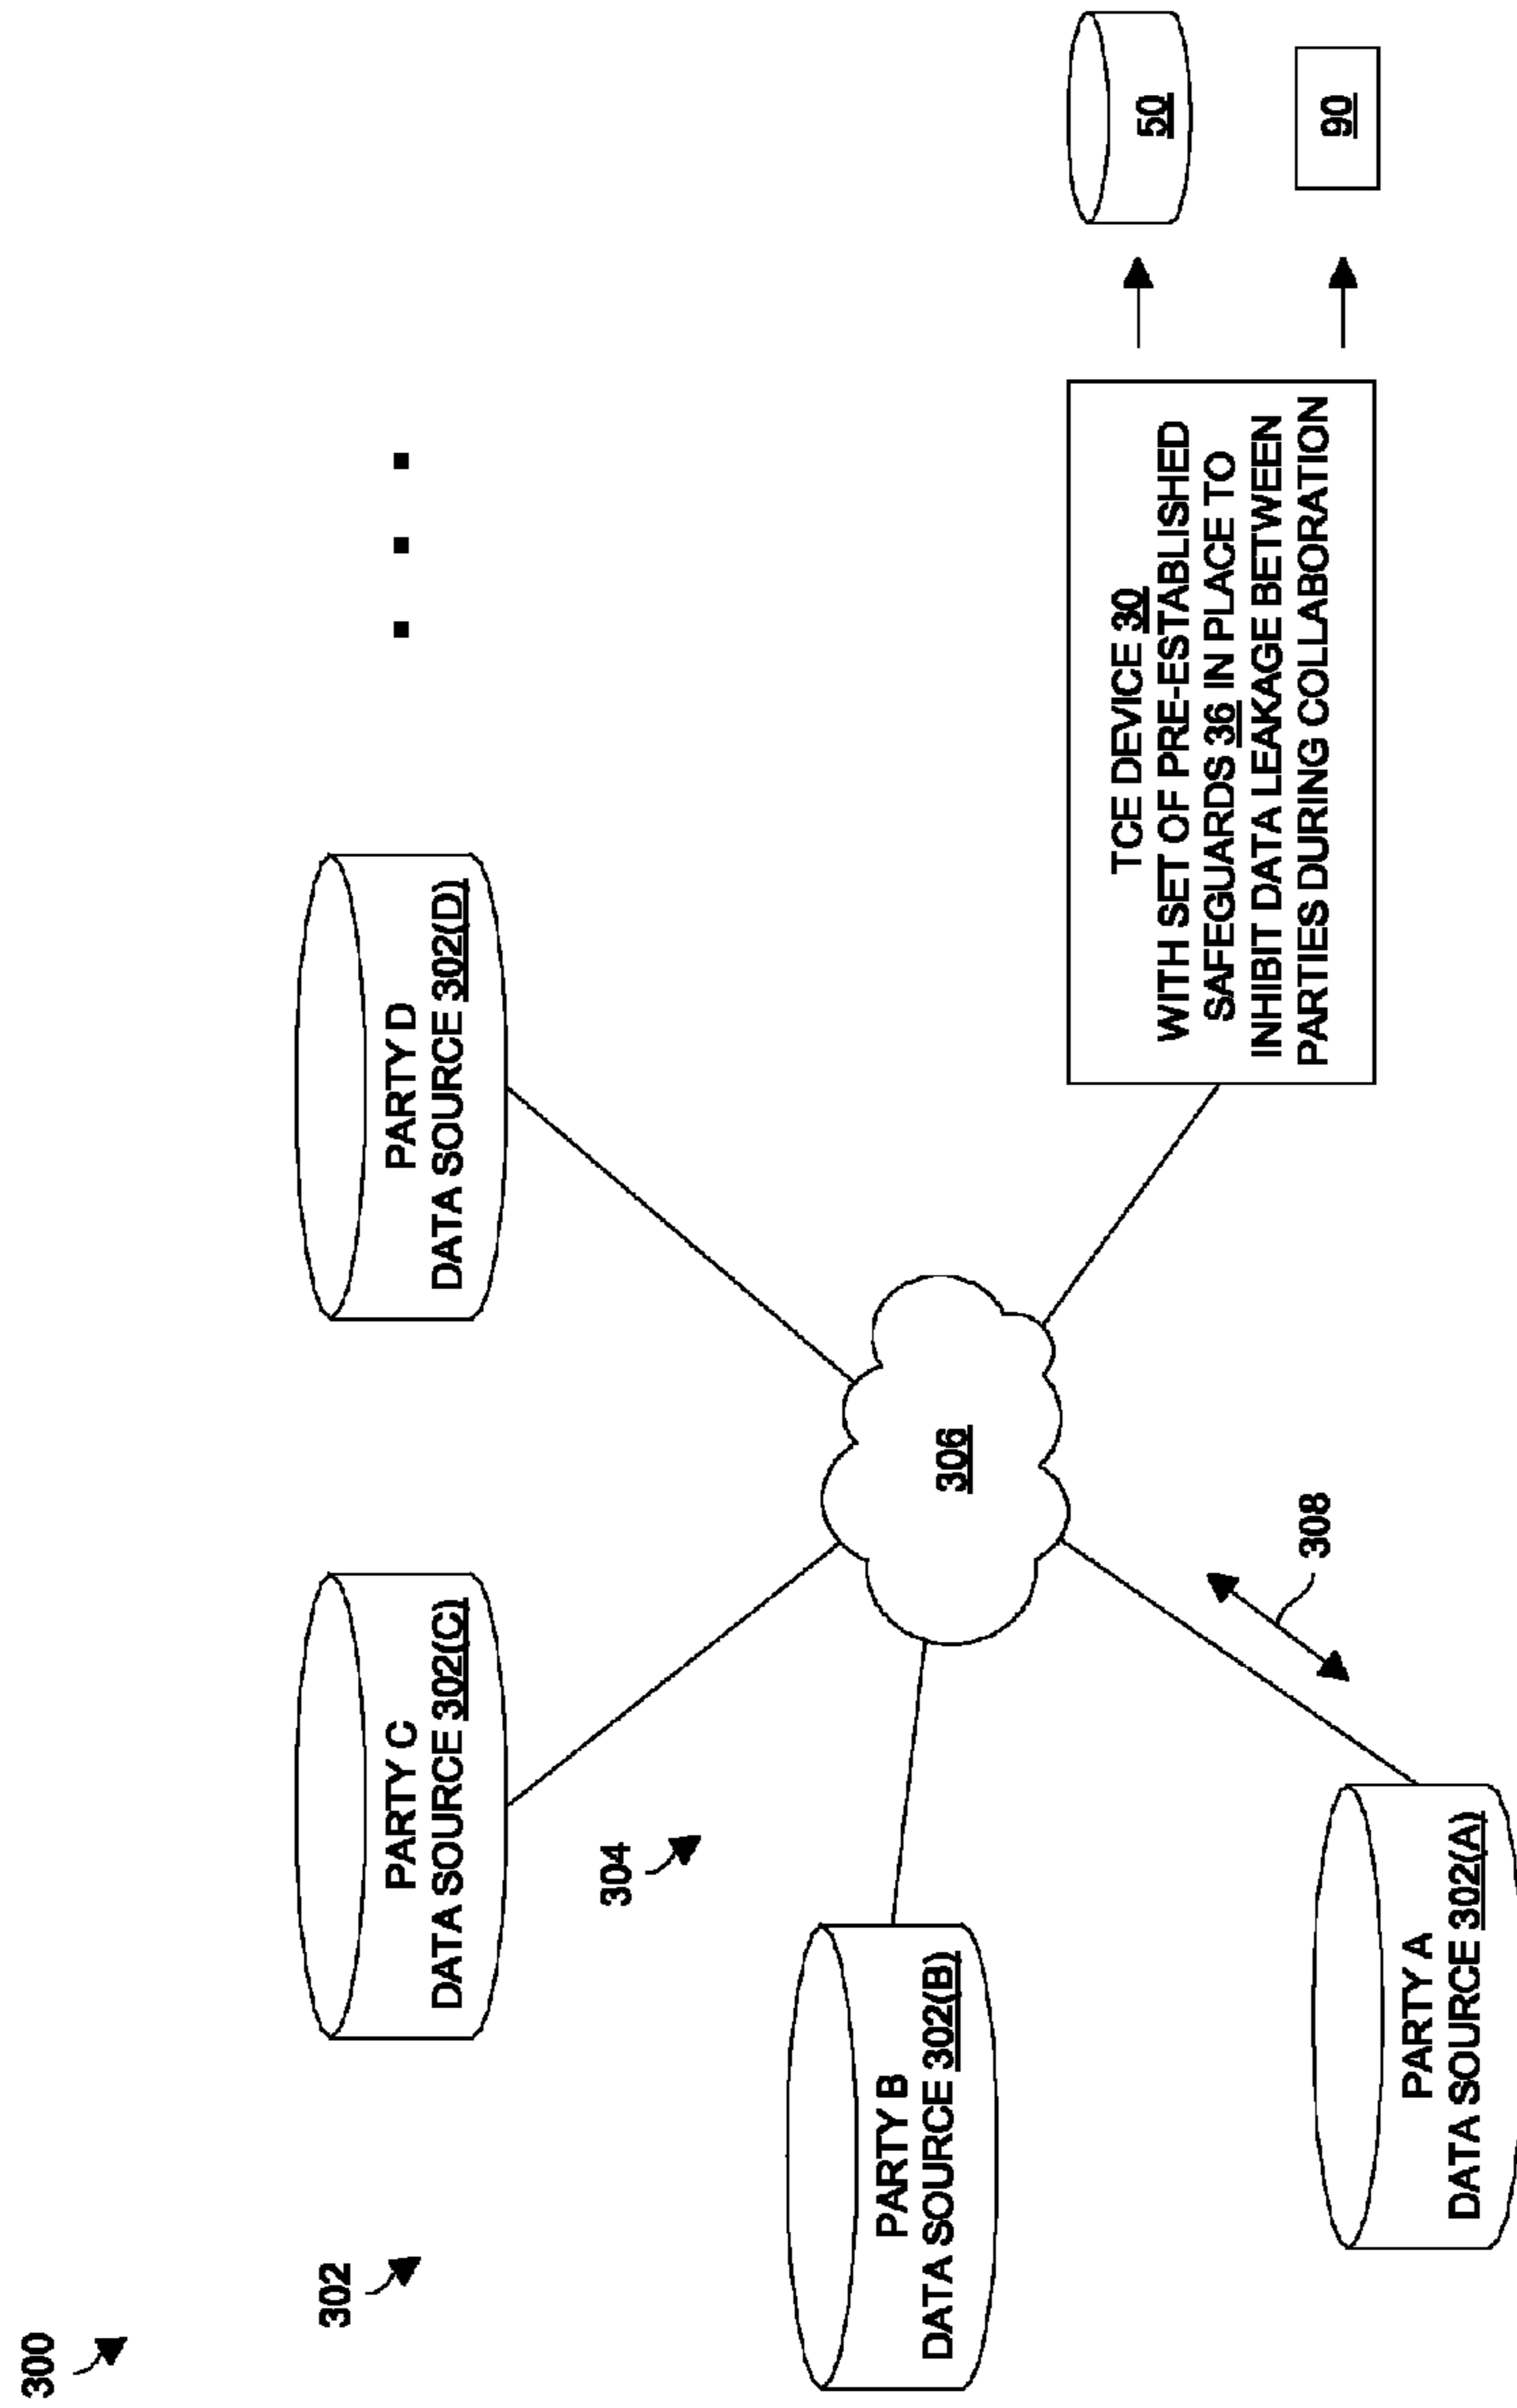 300
302
PARTY C
DATA SOURCE 302(C)
PARTY D
DATA SOURCE 302(D)
304
PARTY B
DATA SOURCE 302(B)
306
308
PARTY A
DATA SOURCE 302(A)
TCE DEVICE 30
WITH SET OF PRE-ESTABLISHED
SAFEGUARDS 36 IN PLACE TO
INHIBIT DATA LEAKAGE BETWEEN
PARTIES DURING COLLABORATION
50
90